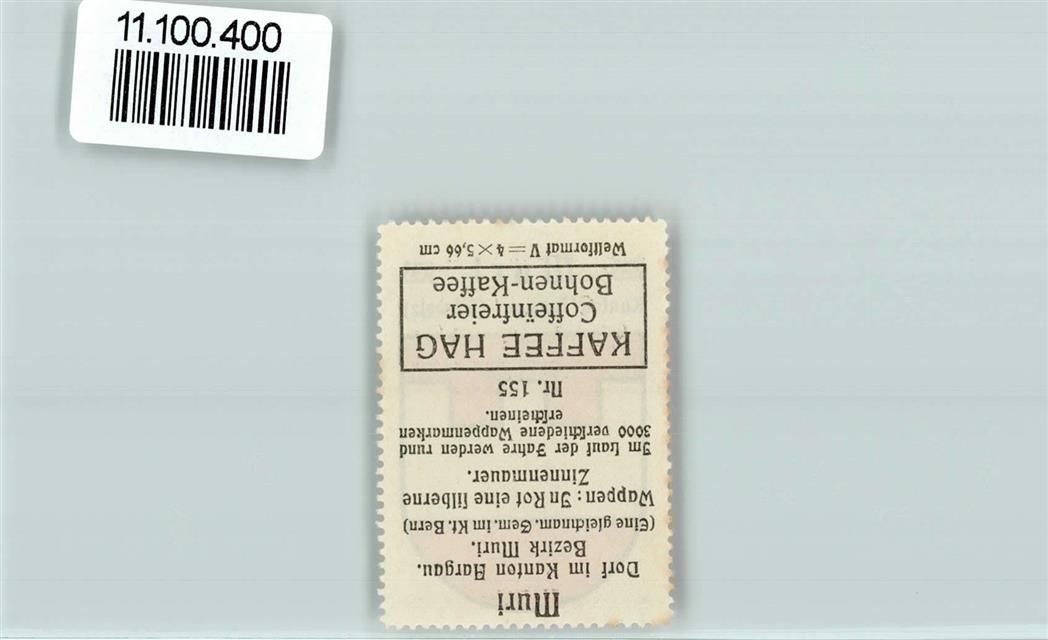 11.100.400
Muri
Dorf im Kanton Aargau.
Bezirk Muri.
(Eine gleichnam. Gem. im Kt. Bern)
Wappen: In Rot eine silberne
Zinnenmauer.
Im Lauf der Jahre werden rund
3000 verschiedene Wappenmarken
erscheinen.
Nr. 155
KAFFEE HAG
Coffeïnfreier
Bohnen-Kaffee
Weltformat V = 4 × 5,66 cm